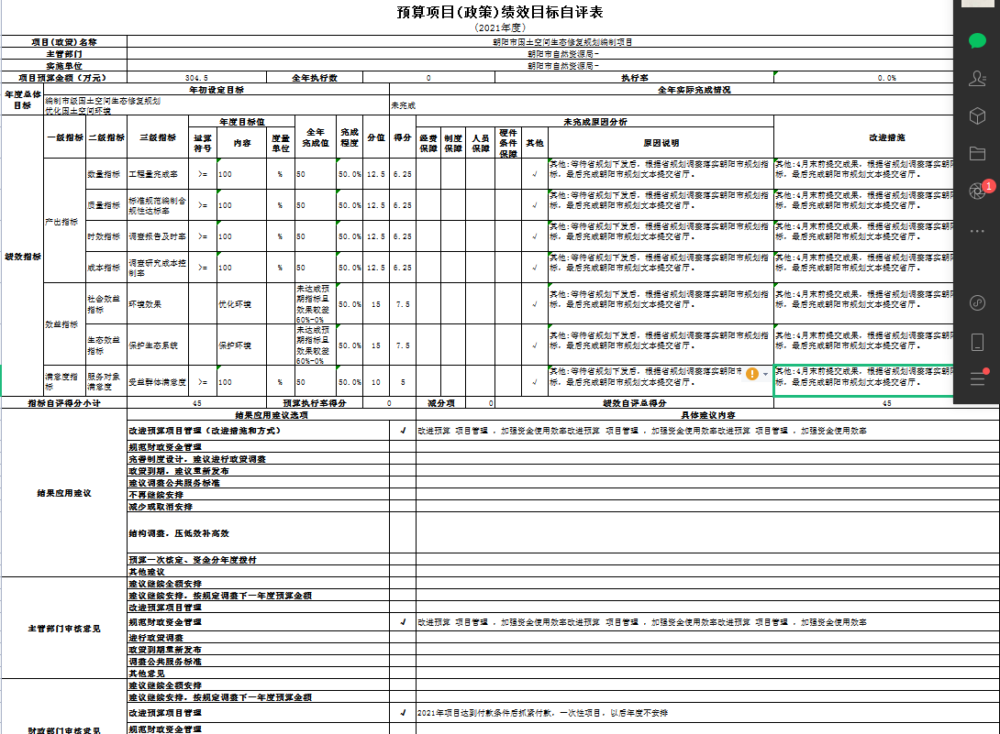 预算项目(政策)绩效目标自评表
(2021年度)
项目(政策)名称 朝阳市国土空间生态修复规划编制项目
主管部门 朝阳市自然资源局-
实施单位 朝阳市自然资源局-
项目预算金额（万元） 304.5 全年执行数 0 执行率 0.0%
年度总体目标 年初设定目标 全年实际完成情况
编制市级国土空间生态修复规划
优化国土空间环境
未完成
绩效指标 一级指标 二级指标 三级指标 年度目标值 全年完成值 完成程度 分值 得分 未完成原因分析 改进措施
运算符号 内容 度量单位 经费保障 制度保障 人员保障 硬件条件保障 其他 原因说明
产出指标 数量指标 工程量完成率 >= 100 % 50 50.0% 12.5 6.25 √ 其他:等待省规划下发后，根据省规划调整落实朝阳市规划指标，最后完成朝阳市规划文本提交省厅。 其他:4月末前提交成果，根据省规划调整落实朝阳市规划指标，最后完成朝阳市规划文本提交省厅。
质量指标 标准规范编制合规性达标率 >= 100 % 50 50.0% 12.5 6.25 √ 其他:等待省规划下发后，根据省规划调整落实朝阳市规划指标，最后完成朝阳市规划文本提交省厅。 其他:4月末前提交成果，根据省规划调整落实朝阳市规划指标，最后完成朝阳市规划文本提交省厅。
时效指标 调查报告及时率 >= 100 % 50 50.0% 12.5 6.25 √ 其他:等待省规划下发后，根据省规划调整落实朝阳市规划指标，最后完成朝阳市规划文本提交省厅。 其他:4月末前提交成果，根据省规划调整落实朝阳市规划指标，最后完成朝阳市规划文本提交省厅。
成本指标 调查研究成本控制率 >= 100 % 50 50.0% 12.5 6.25 √ 其他:等待省规划下发后，根据省规划调整落实朝阳市规划指标，最后完成朝阳市规划文本提交省厅。 其他:4月末前提交成果，根据省规划调整落实朝阳市规划指标，最后完成朝阳市规划文本提交省厅。
效益指标 社会效益指标 环境效果 优化环境 未达成预期指标且效果较差60%-0% 50.0% 15 7.5 √ 其他:等待省规划下发后，根据省规划调整落实朝阳市规划指标，最后完成朝阳市规划文本提交省厅。 其他:4月末前提交成果，根据省规划调整落实朝阳市规划指标，最后完成朝阳市规划文本提交省厅。
生态效益指标 保护生态系统 保护环境 未达成预期指标且效果较差60%-0% 50.0% 15 7.5 √ 其他:等待省规划下发后，根据省规划调整落实朝阳市规划指标，最后完成朝阳市规划文本提交省厅。 其他:4月末前提交成果，根据省规划调整落实朝阳市规划指标，最后完成朝阳市规划文本提交省厅。
满意度指标 服务对象满意度 受益群体满意度 >= 100 % 50 50.0% 10 5 √ 其他:等待省规划下发后，根据省规划调整落实朝阳市 标，最后完成朝阳市规划文本提交省厅。 其他:4月末前提交成果，根据省规划调整落实朝阳市规划指标，最后完成朝阳市规划文本提交省厅。
指标自评得分小计 45 预算执行率得分 0 减分项 0 绩效自评总得分 45
结果应用建议 结果应用建议选项 具体建议内容
改进预算项目管理（改进措施和方式） √ 改进预算 项目管理 ，加强资金使用效率改进预算 项目管理 ，加强资金使用效率改进预算 项目管理 ，加强资金使用效率
规范财政资金管理
完善制度设计，建议进行政策调整
政策到期，建议重新发布
建议调整公共服务标准
不再继续安排
减少或取消安排
结构调整，压低效补高效
预算一次核定、资金分年度拨付
其他建议
主管部门审核意见 建议继续全额安排
建议继续安排，按规定调整下一年度预算金额
改进预算项目管理
规范财政资金管理 √ 改进预算 项目管理 ，加强资金使用效率改进预算 项目管理 ，加强资金使用效率改进预算 项目管理 ，加强资金使用效率
进行政策调整
政策到期重新发布
调整公共服务标准
其他意见
财政部门审核意见 建议继续全额安排
建议继续安排，按规定调整下一年度预算金额
改进预算项目管理 √ 2021年项目达到付款条件后抓紧付款，一次性项目，以后年度不安排
规范财政资金管理
1